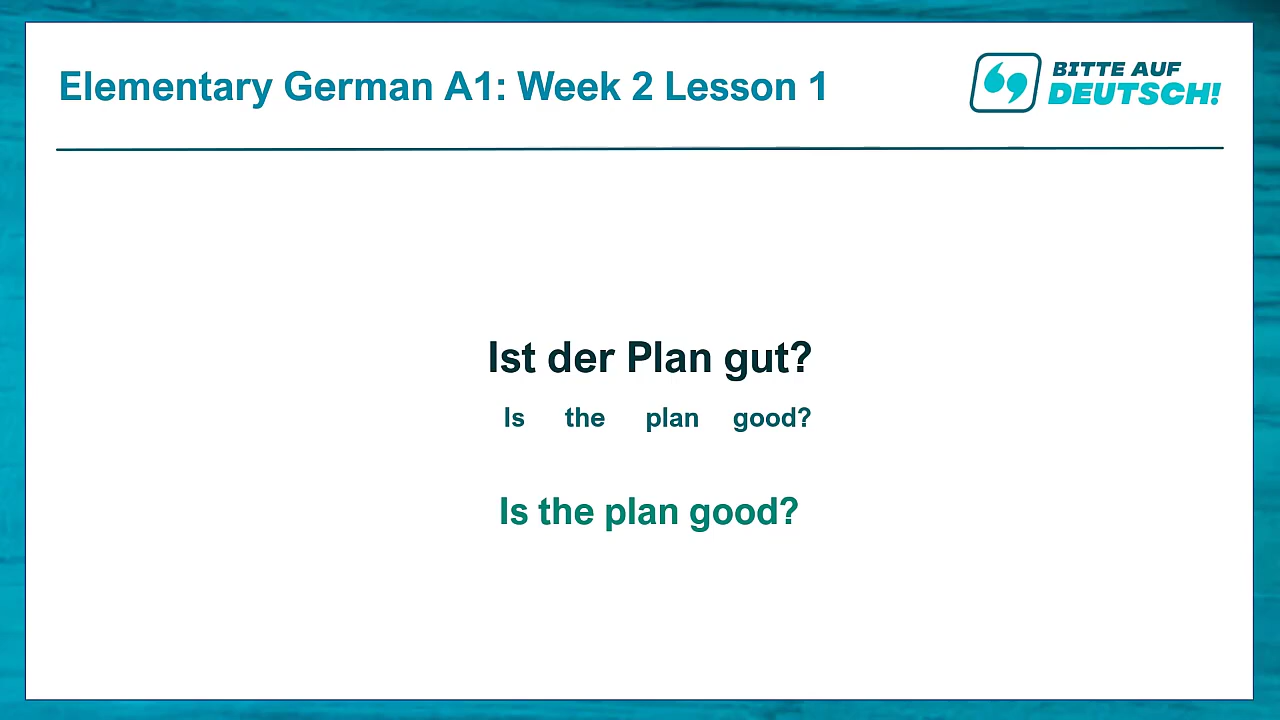 Elementary German A1: Week 2 Lesson 1
BITTE AUF
DEUTSCH!
Ist der Plan gut?
Is the plan good?
Is the plan good?